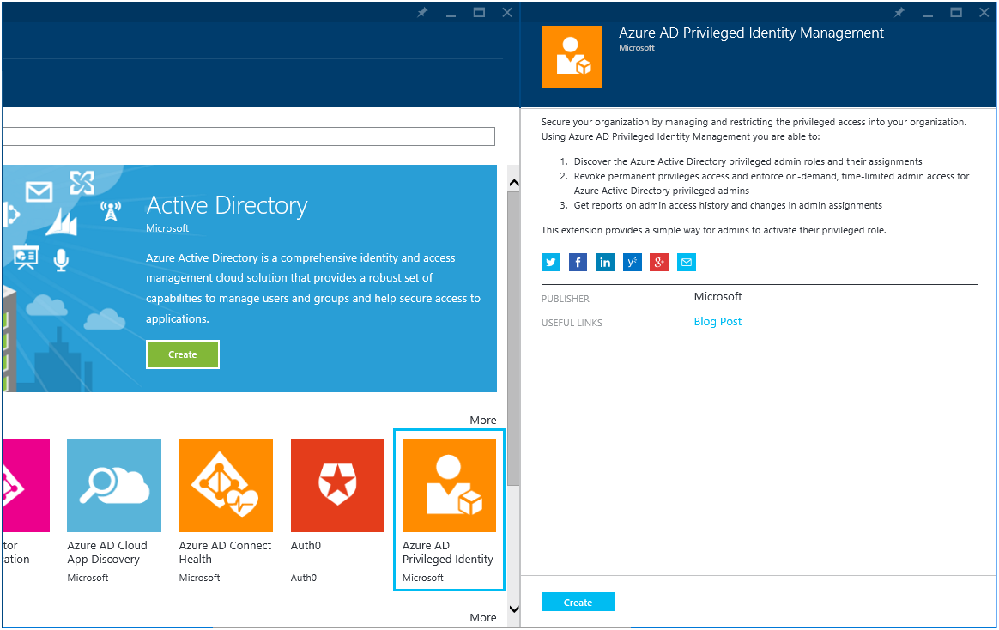 Active Directory
Microsoft
Azure Active Directory is a comprehensive identity and access
management cloud solution that provides a robust set of
capabilities to manage users and groups and help secure access to
applications.
Create
More
tor
cation
Azure AD Cloud
App Discovery
Microsoft
Azure AD Connect
Health
Microsoft
Auth0
Auth0
Azure AD
Privileged Identity
Microsoft
More
Azure AD Privileged Identity Management
Microsoft
Secure your organization by managing and restricting the privileged access into your organization.
Using Azure AD Privileged Identity Management you are able to:
1. Discover the Azure Active Directory privileged admin roles and their assignments
2. Revoke permanent privileges access and enforce on-demand, time-limited admin access for
Azure Active Directory privileged admins
3. Get reports on admin access history and changes in admin assignments
This extension provides a simple way for admins to activate their privileged role.
PUBLISHER Microsoft
USEFUL LINKS Blog Post
Create